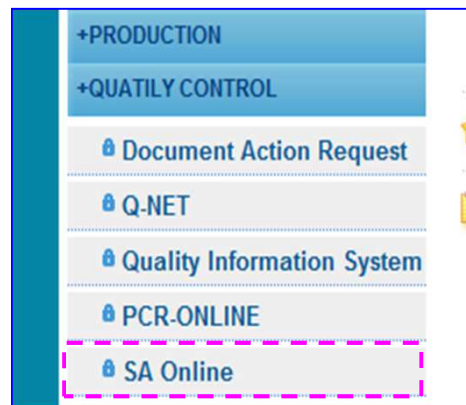 +PRODUCTION
+QUATILY CONTROL
Document Action Request
Q-NET
Quality Information System
PCR-ONLINE
SA Online